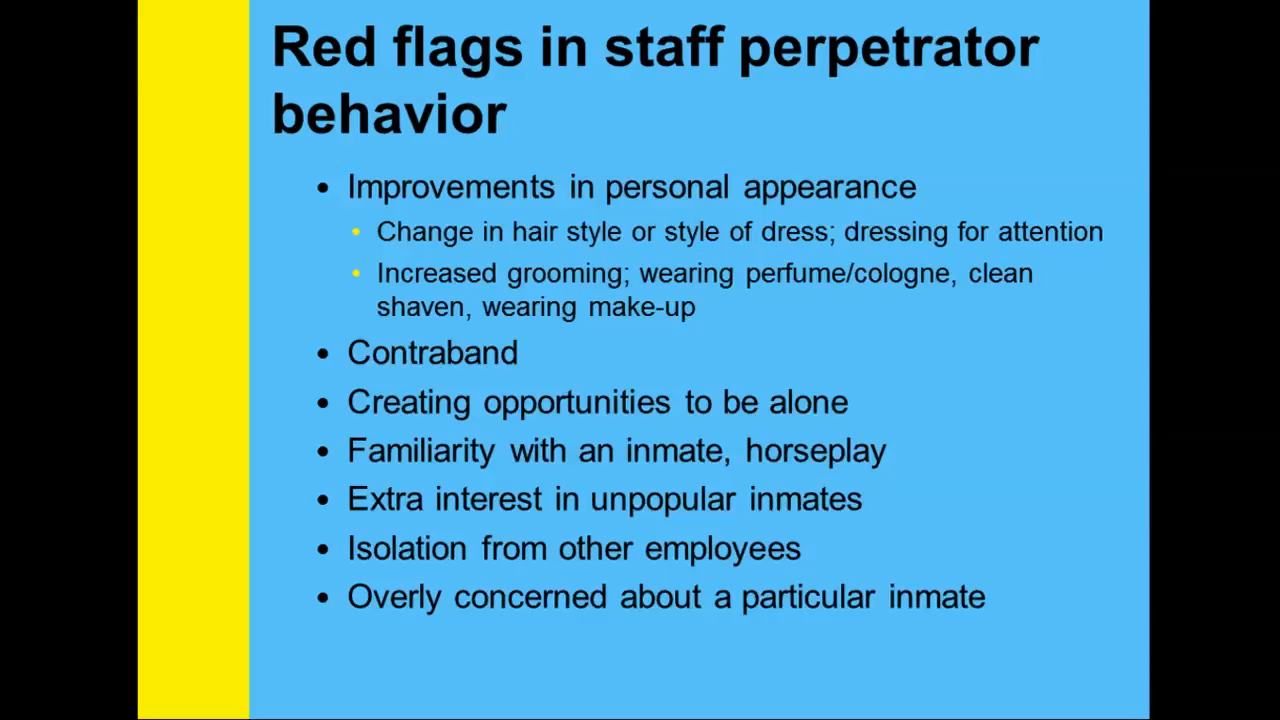 Red flags in staff perpetrator
behavior
• Improvements in personal appearance
• Change in hair style or style of dress; dressing for attention
• Increased grooming; wearing perfume/cologne, clean
shaven, wearing make-up
• Contraband
• Creating opportunities to be alone
• Familiarity with an inmate, horseplay
• Extra interest in unpopular inmates
• Isolation from other employees
• Overly concerned about a particular inmate